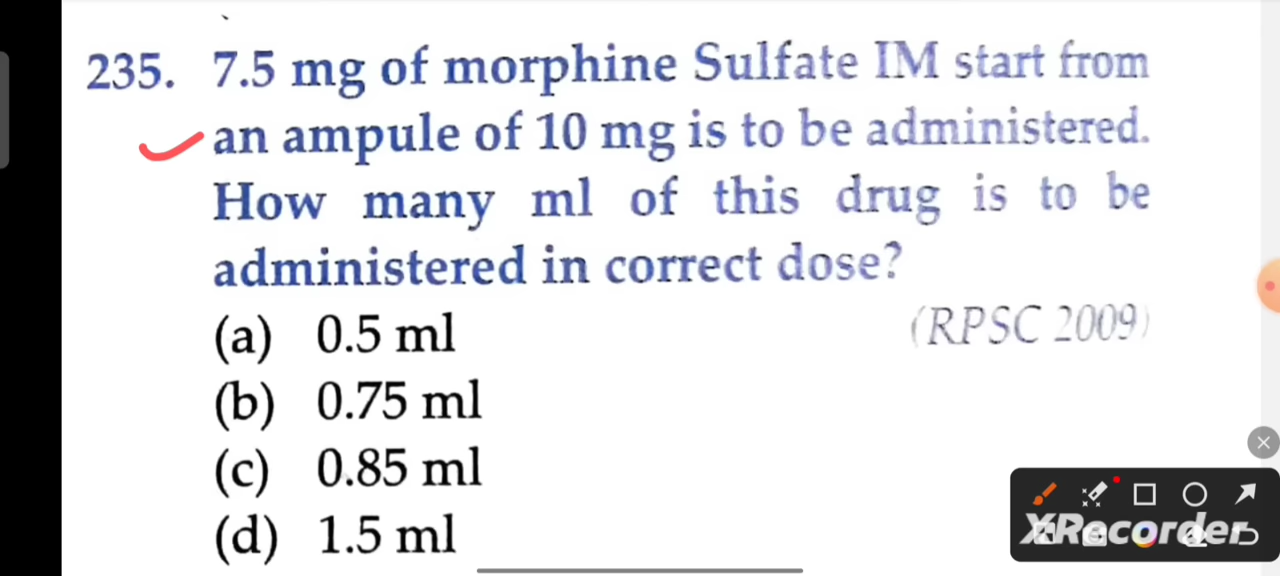 235. 7.5 mg of morphine Sulfate IM start from
an ampule of 10 mg is to be administered.
How many ml of this drug is to be
administered in correct dose?
(RPSC 2009)
(a) 0.5 ml
(b) 0.75 ml
(c) 0.85 ml
(d) 1.5 ml
XRecorder